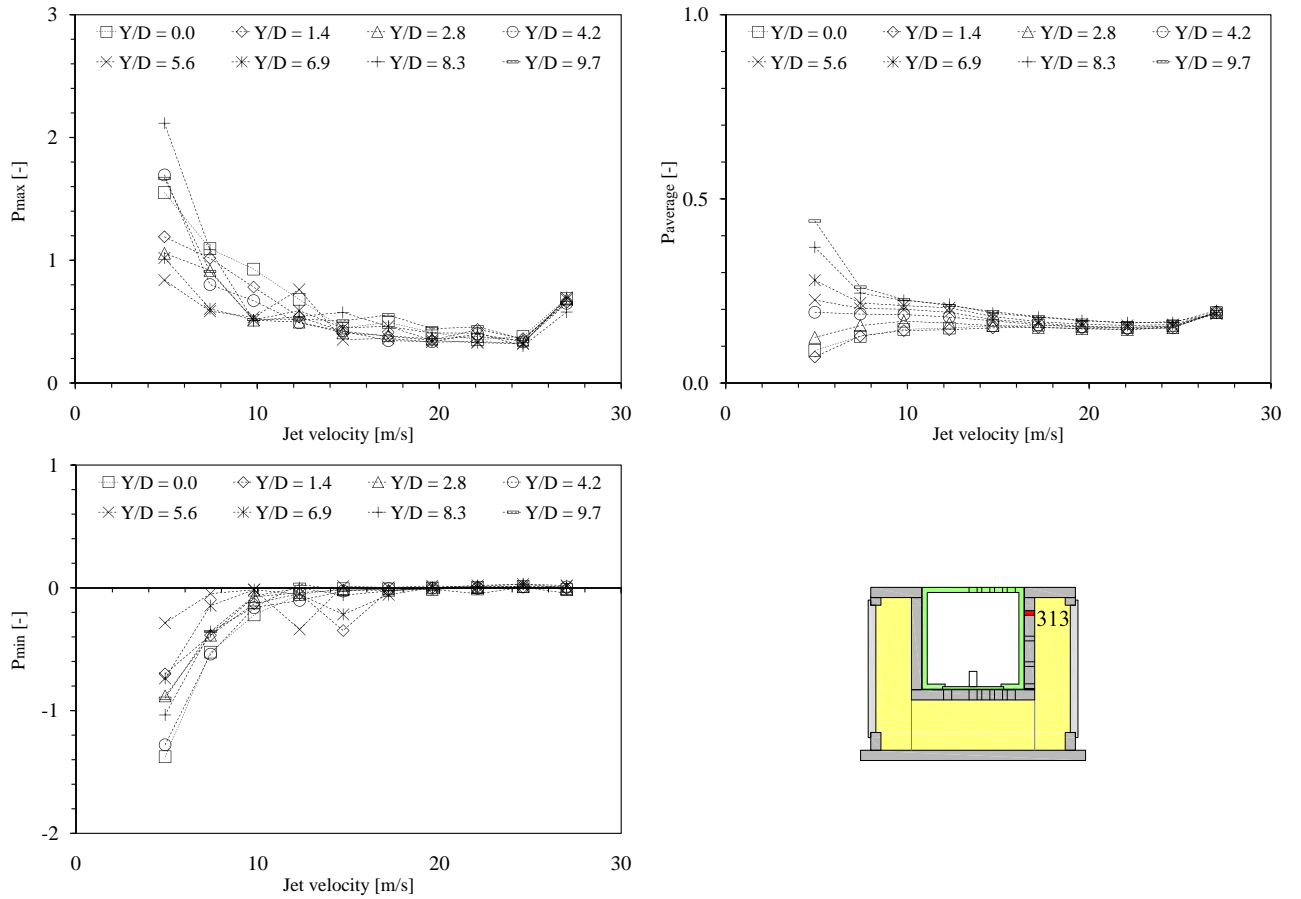 3
Y/D = 0.0 Y/D = 1.4 Y/D = 2.8 Y/D = 4.2
Y/D = 5.6 Y/D = 6.9 Y/D = 8.3 Y/D = 9.7
2
Pmax [-]
1
0
0 10 20 30
Jet velocity [m/s]
1.0
Y/D = 0.0 Y/D = 1.4 Y/D = 2.8 Y/D = 4.2
Y/D = 5.6 Y/D = 6.9 Y/D = 8.3 Y/D = 9.7
Paverage [-]
0.5
0.0
0 10 20 30
Jet velocity [m/s]
1
Y/D = 0.0 Y/D = 1.4 Y/D = 2.8 Y/D = 4.2
Y/D = 5.6 Y/D = 6.9 Y/D = 8.3 Y/D = 9.7
0
Pmin [-]
-1
-2
0 10 20 30
Jet velocity [m/s]
313